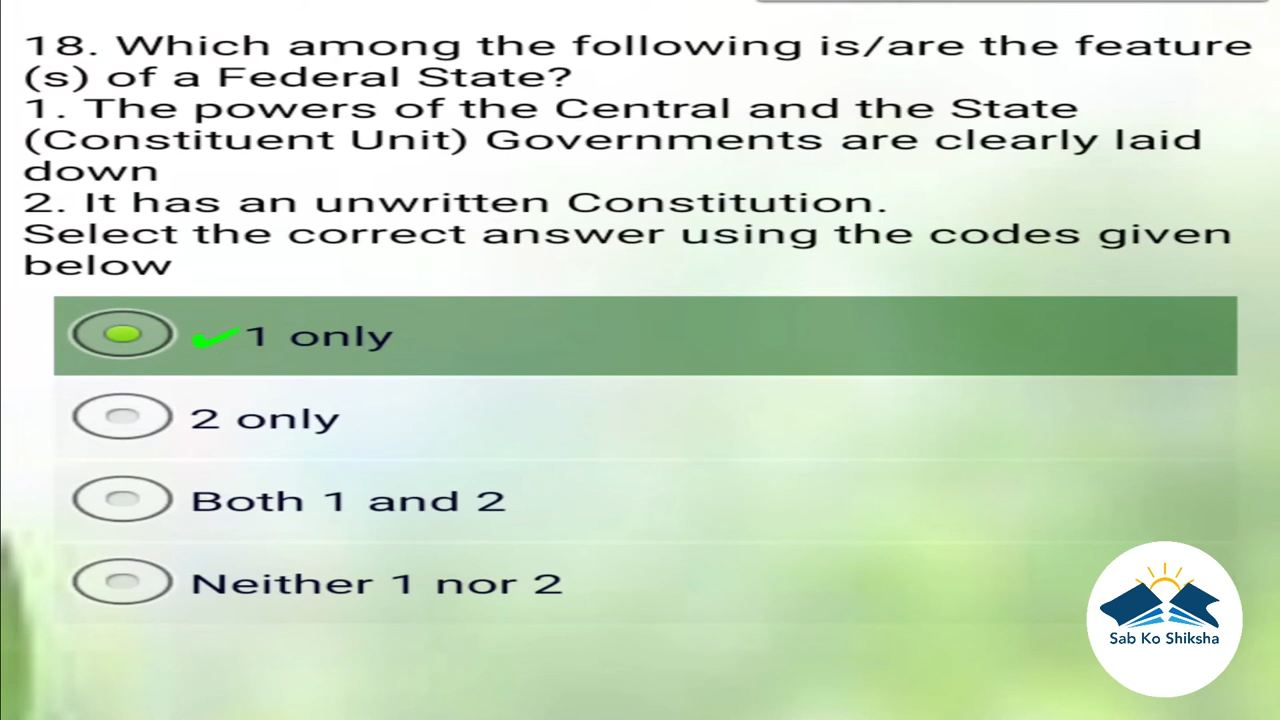 18. Which among the following is/are the feature
(s) of a Federal State?
1. The powers of the Central and the State
(Constituent Unit) Governments are clearly laid
down
2. It has an unwritten Constitution.
Select the correct answer using the codes given
below
✔1 only
2 only
Both 1 and 2
Neither 1 nor 2
Sab Ko Shiksha